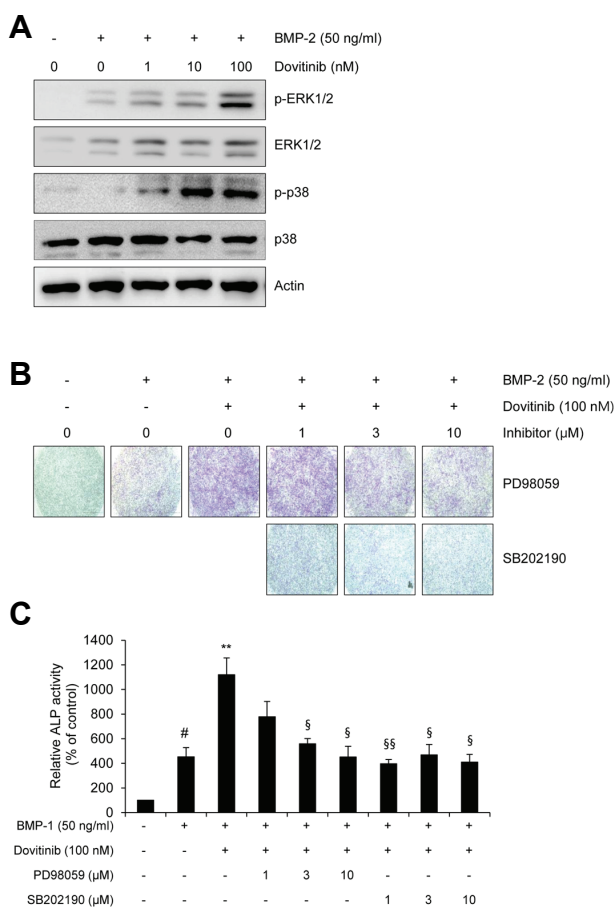 A
- + + + + BMP-2 (50 ng/ml)
0 0 1 10 100 Dovitinib (nM)
p-ERK1/2
ERK1/2
p-p38
p38
Actin
B
- + + + + + BMP-2 (50 ng/ml)
- - + + + + Dovitinib (100 nM)
0 0 0 1 3 10 Inhibitor (μM)
PD98059
SB202190
C
Relative ALP activity
(% of control)
1400
1200
1000
800
600
400
200
0
# ** § § §§ § §
BMP-1 (50 ng/ml) - + + + + + + + +
Dovitinib (100 nM) - - + + + + + + +
PD98059 (μM) - - - 1 3 10 - - -
SB202190 (μM) - - - - - - 1 3 10